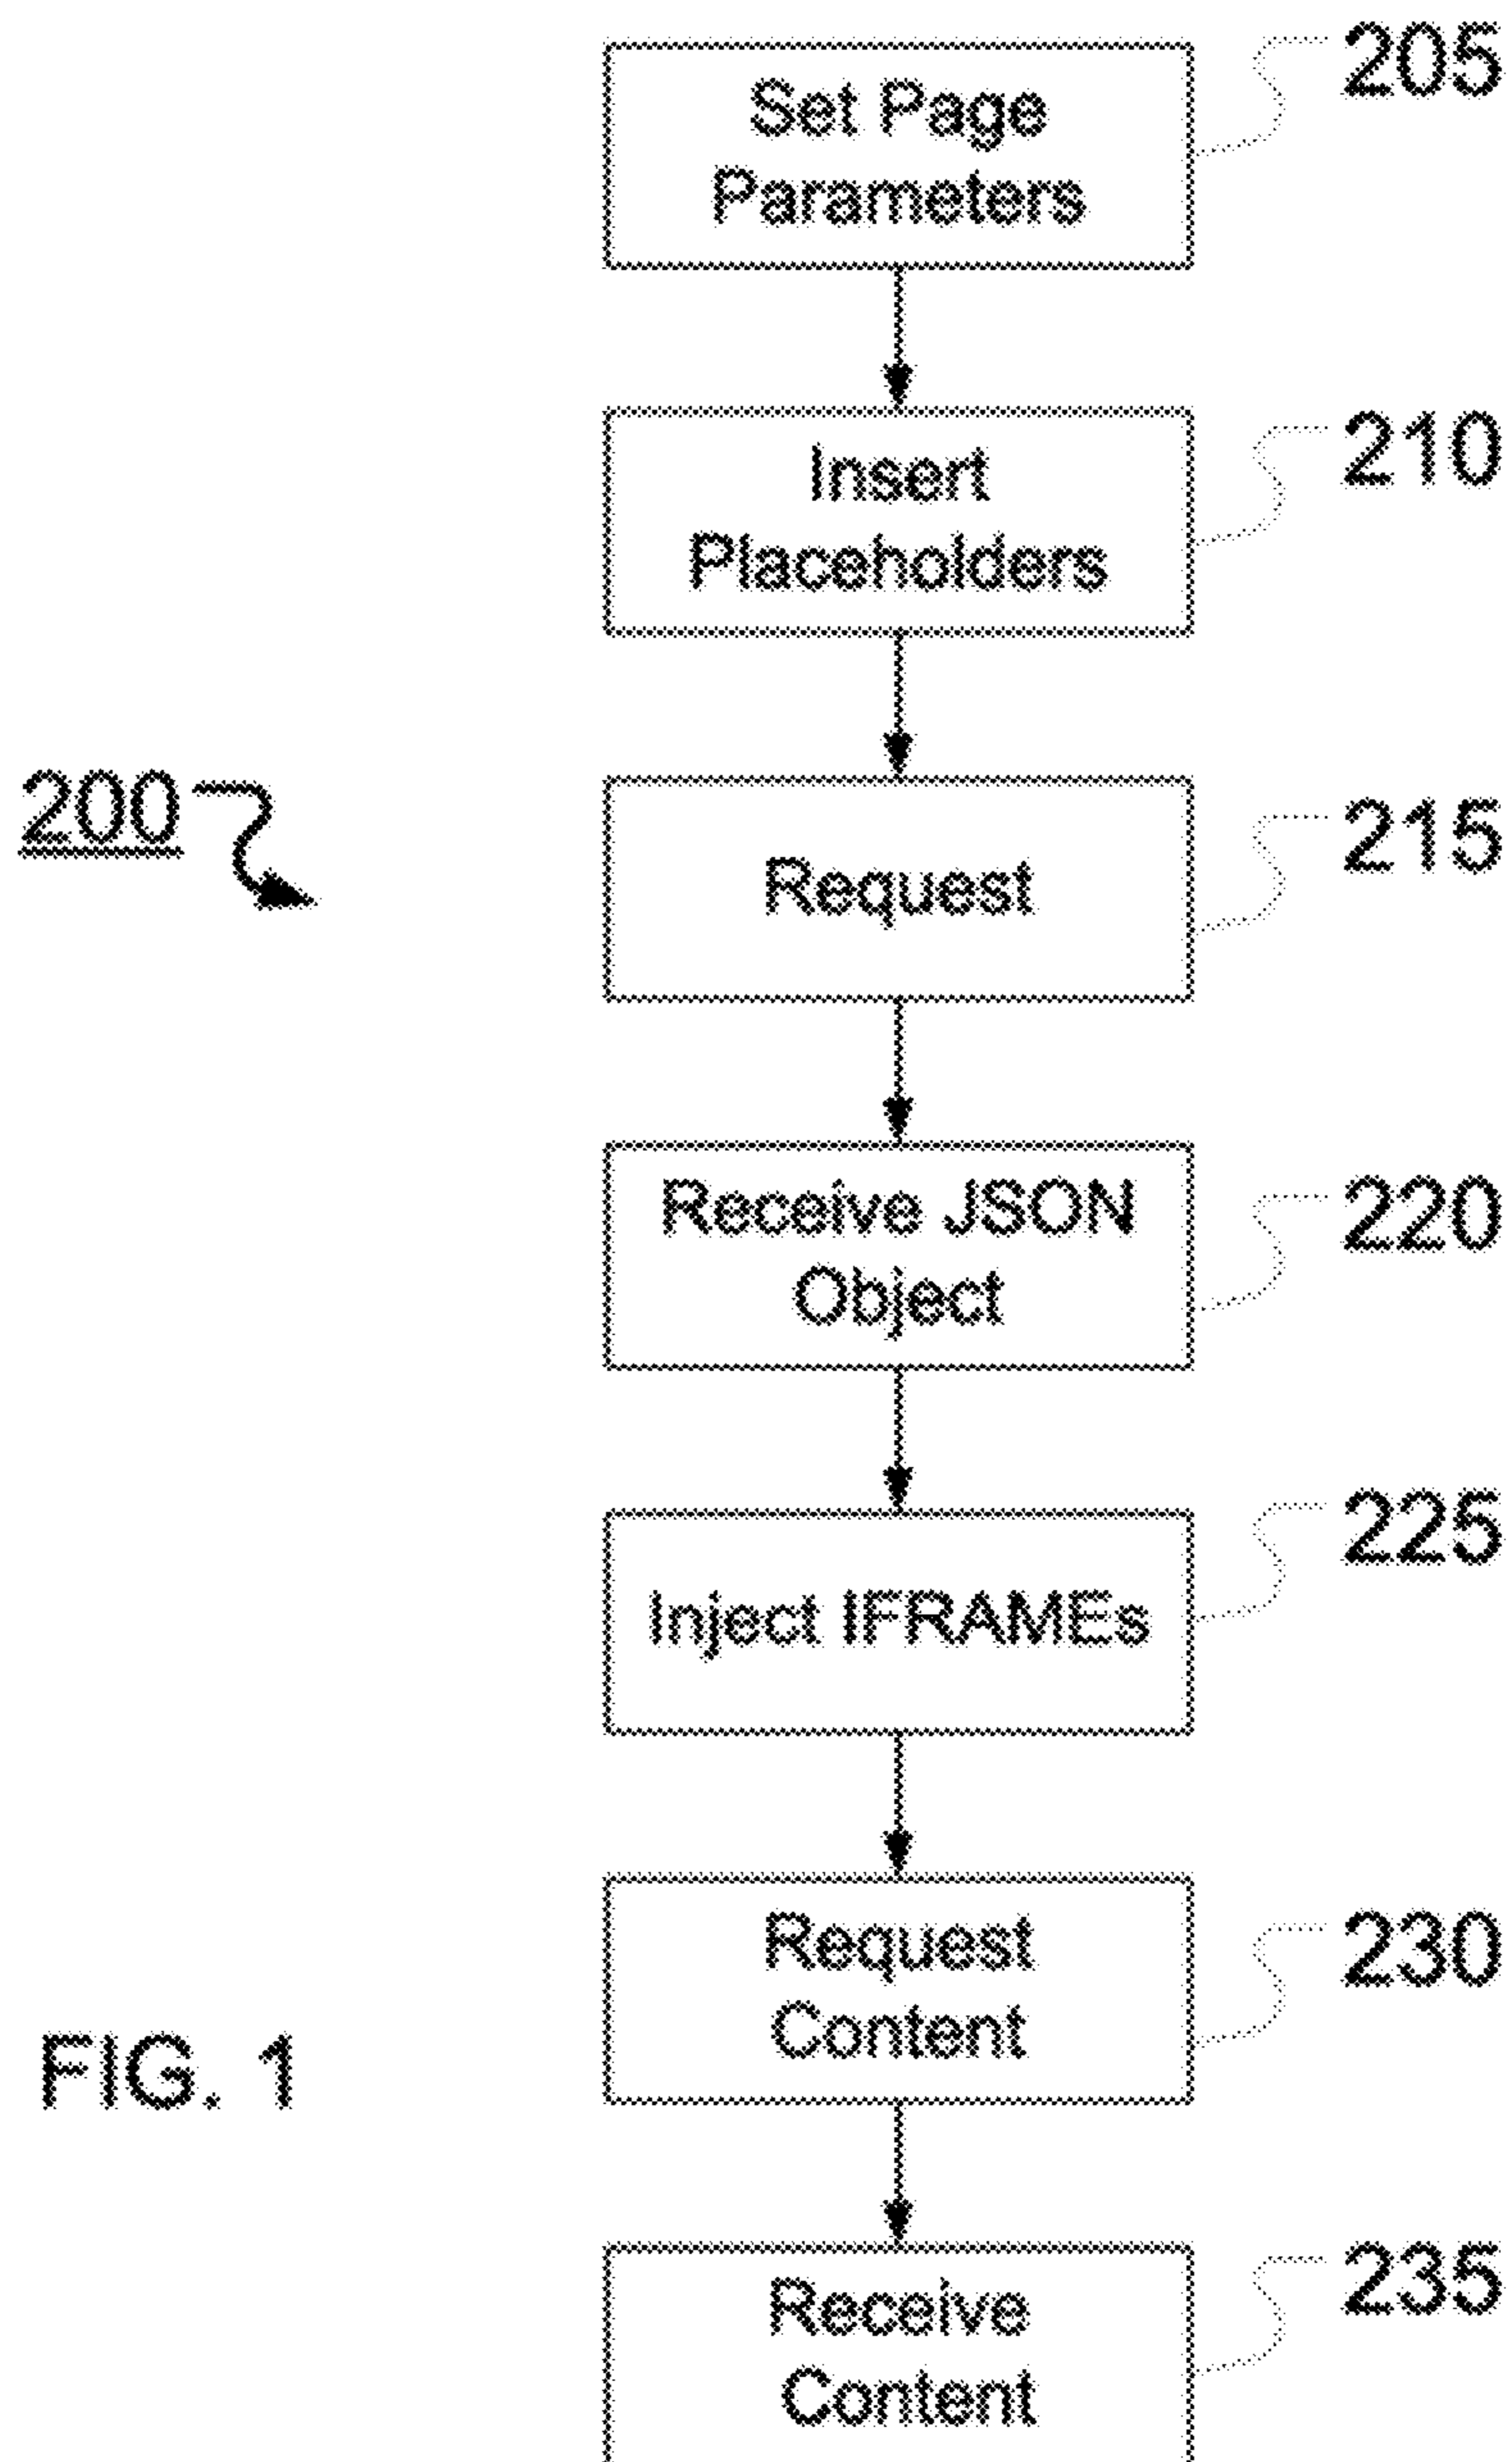 Set Page
Parameters
205
Insert
Placeholders
210
200
Request
215
Receive JSON
Object
220
Inject IFRAMEs
225
Request
Content
230
FIG. 1
Receive
Content
235